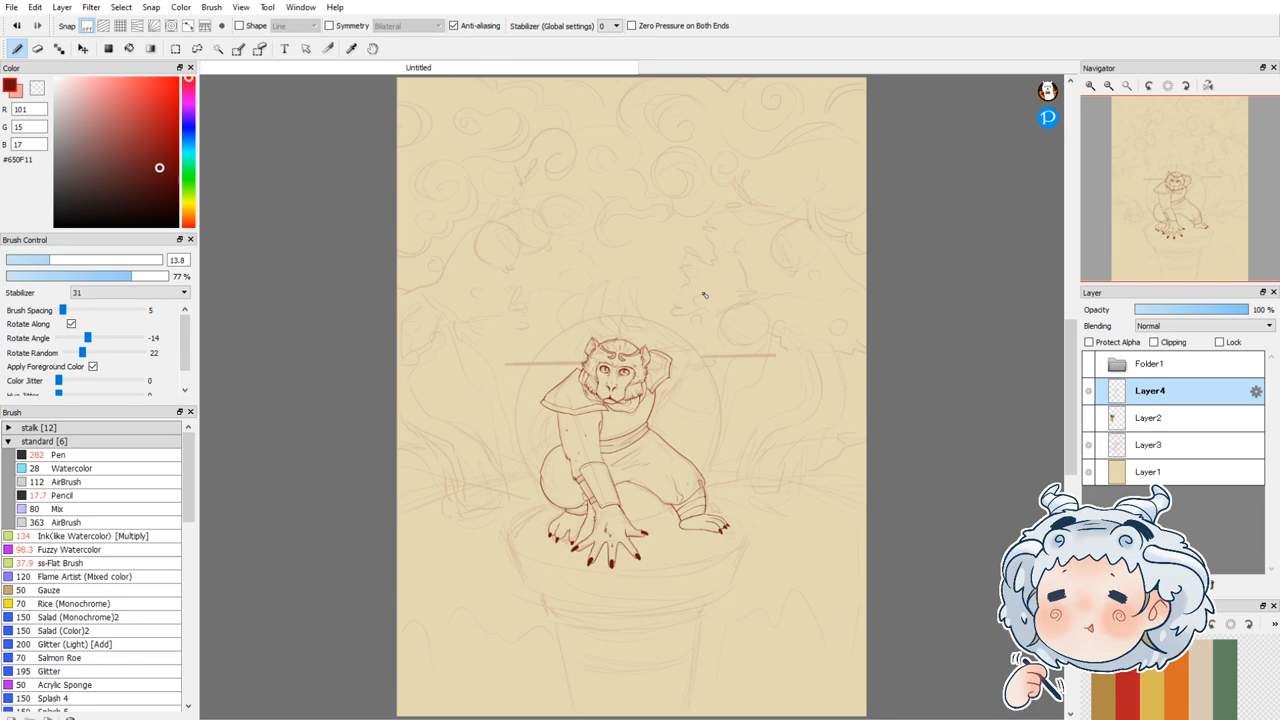 File Edit Layer Filter Select Snap Color Brush View Tool Window Help
Snap off Shape Line Symmetry Bilateral Anti-aliasing Stabilizer (Global settings) 0 Zero Pressure on Both Ends
Color
Untitled
Navigator
R 101
G 15
B 17
#650F11
Brush Control
13.8
77 %
Stabilizer 31
Brush Spacing 5
Rotate Along
Rotate Angle -14
Rotate Random 22
Apply Foreground Color
Color Jitter 0
Brush
stalk [12]
standard [6]
282 Pen
28 Watercolor
112 AirBrush
17.7 Pencil
80 Mix
363 AirBrush
134 Ink(like Watercolor) [Multiply]
98.3 Fuzzy Watercolor
37.9 ss-Flat Brush
120 Flame Artist (Mixed color)
50 Gauze
70 Rice (Monochrome)
150 Salad (Monochrome)2
150 Salad (Color)2
200 Glitter (Light) [Add]
70 Salmon Roe
195 Glitter
50 Acrylic Sponge
150 Splash 4
Layer
Opacity 100 %
Blending Normal
Protect Alpha Clipping Lock
Folder1
Layer4
Layer2
Layer3
Layer1